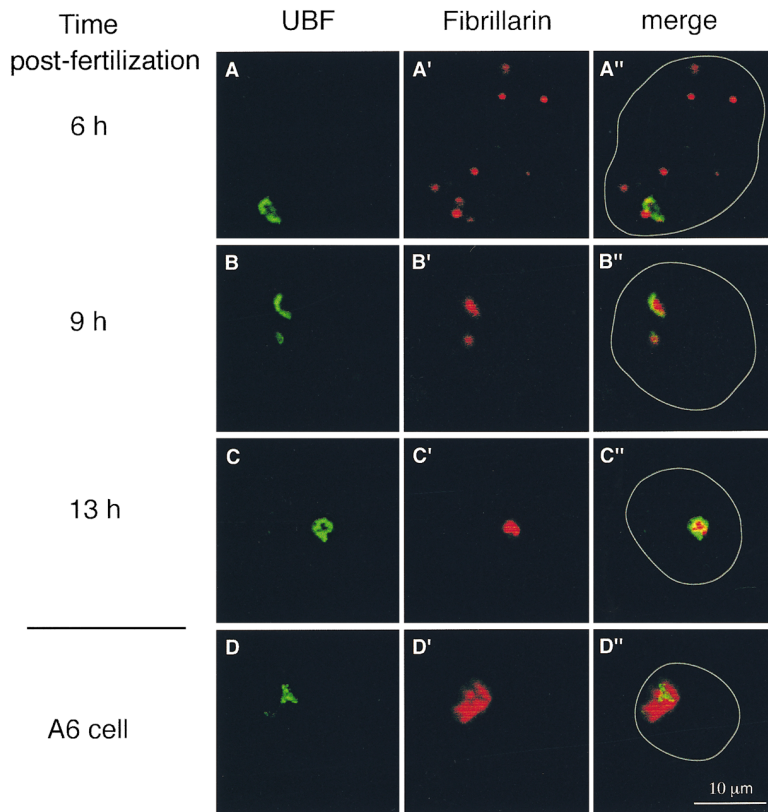 Time
post-fertilization
UBF
Fibrillarin
merge
6 h
A
A'
A"
9 h
B
B'
B"
13 h
C
C'
C"
A6 cell
D
D'
D"
10 µm